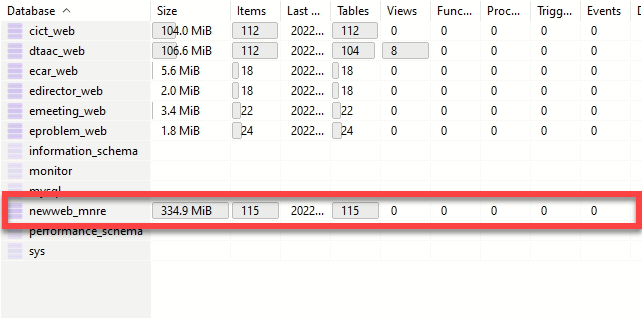 Database Size Items Last ... Tables Views Func... Proc... Trigg... Events D
cict_web 104.0 MiB 112 2022... 112 0 0 0 0 0
dtaac_web 106.6 MiB 112 2022... 104 8 0 0 0 0
ecar_web 5.6 MiB 18 2022... 18 0 0 0 0 0
edirector_web 2.0 MiB 18 2022... 18 0 0 0 0 0
emeeting_web 3.4 MiB 22 2022... 22 0 0 0 0 0
eproblem_web 1.8 MiB 24 2022... 24 0 0 0 0 0
information_schema
monitor
mysql
newweb_mnre 334.9 MiB 115 2022... 115 0 0 0 0 0
performance_schema
sys